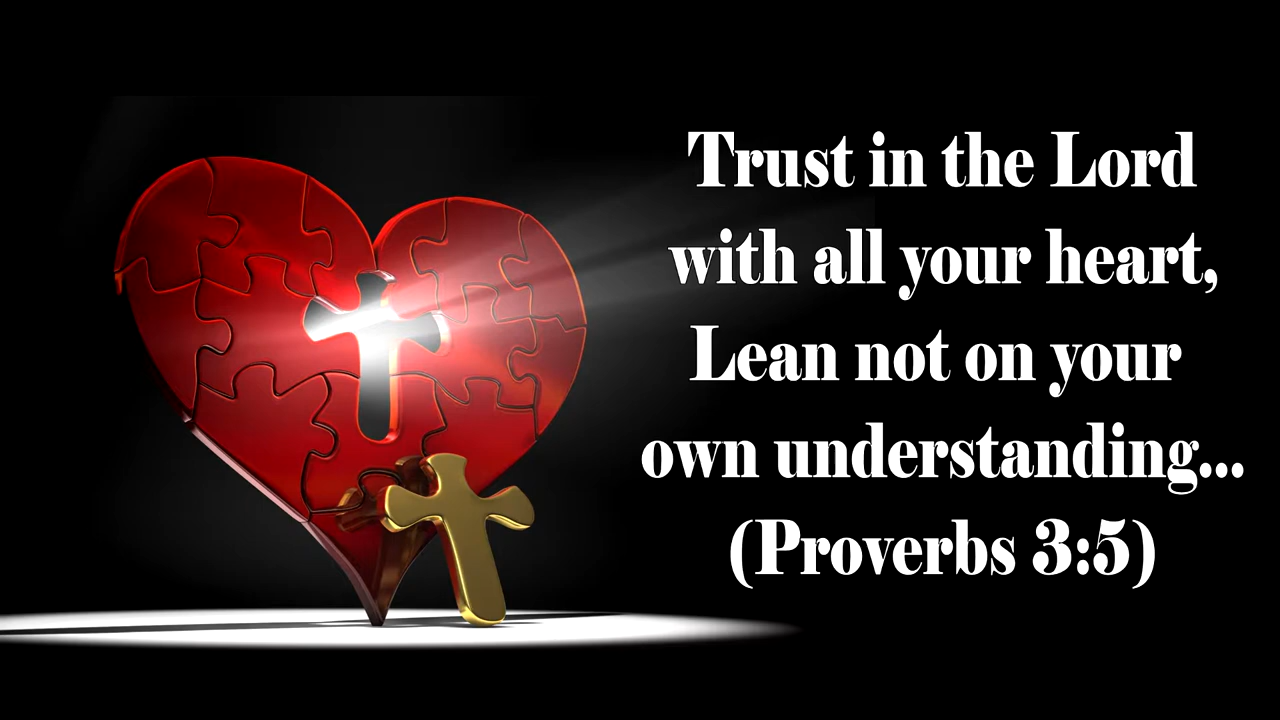 Trust in the Lord
with all your heart,
Lean not on your
own understanding...
(Proverbs 3:5)